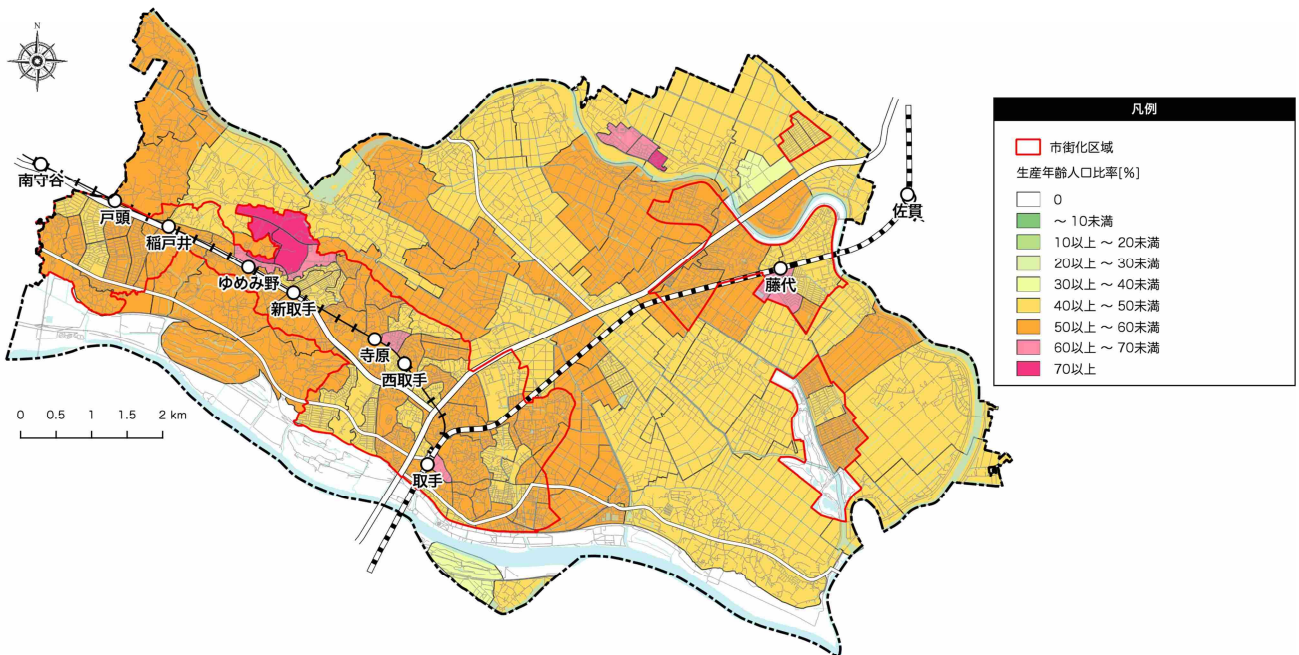 N
南守谷
戸頭
稲戸井
ゆめみ野
新取手
寺原
西取手
取手
藤代
佐貫
0 0.5 1 1.5 2 km
凡例
市街化区域
生産年齢人口比率[%]
0
～ 10未満
10以上 ～ 20未満
20以上 ～ 30未満
30以上 ～ 40未満
40以上 ～ 50未満
50以上 ～ 60未満
60以上 ～ 70未満
70以上